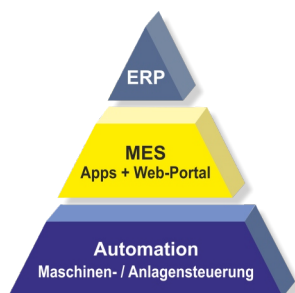 ERP
MES
Apps + Web-Portal
Automation
Maschinen- / Anlagensteuerung